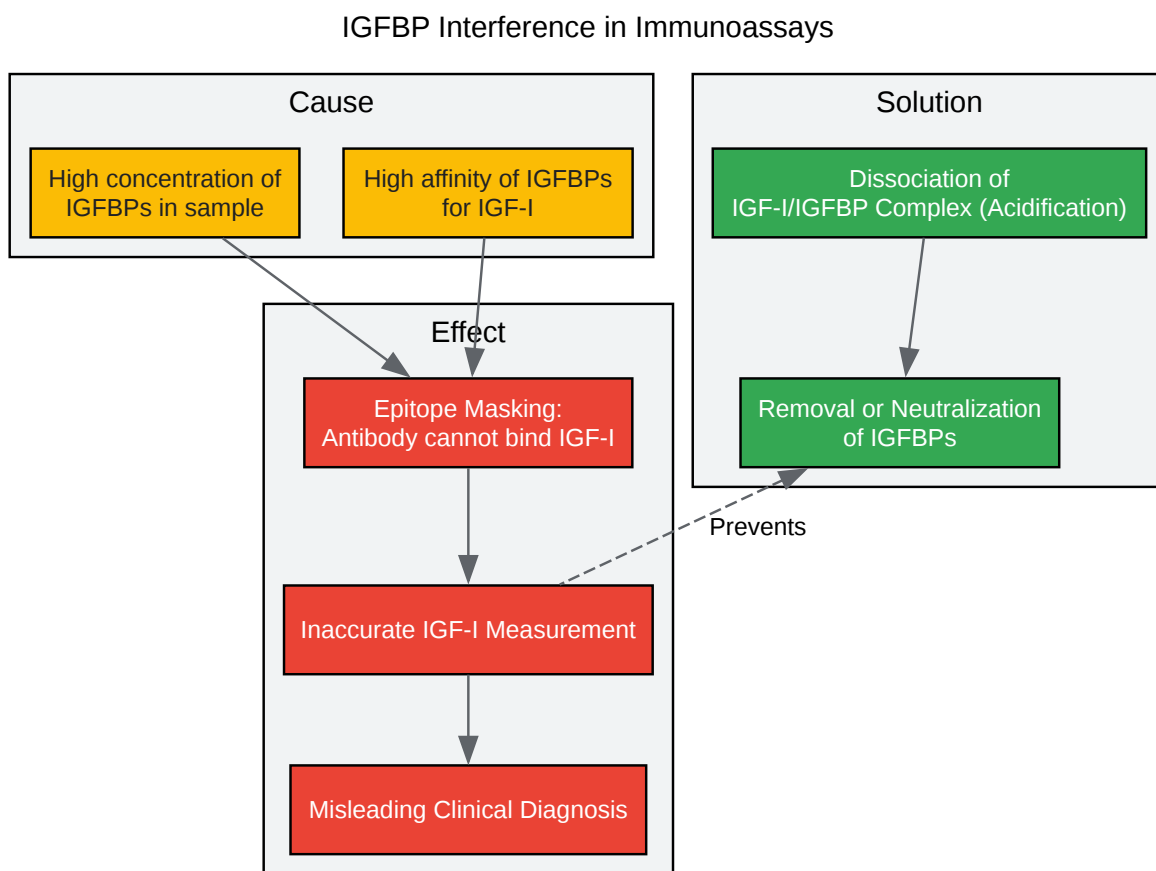 IGFBP Interference in Immunoassays
Cause
High concentration of
IGFBPs in sample
High affinity of IGFBPs
for IGF-I
Solution
Dissociation of
IGF-I/IGFBP Complex (Acidification)
Effect
Epitope Masking:
Antibody cannot bind IGF-I
Removal or Neutralization
of IGFBPs
Prevents
Inaccurate IGF-I Measurement
Misleading Clinical Diagnosis